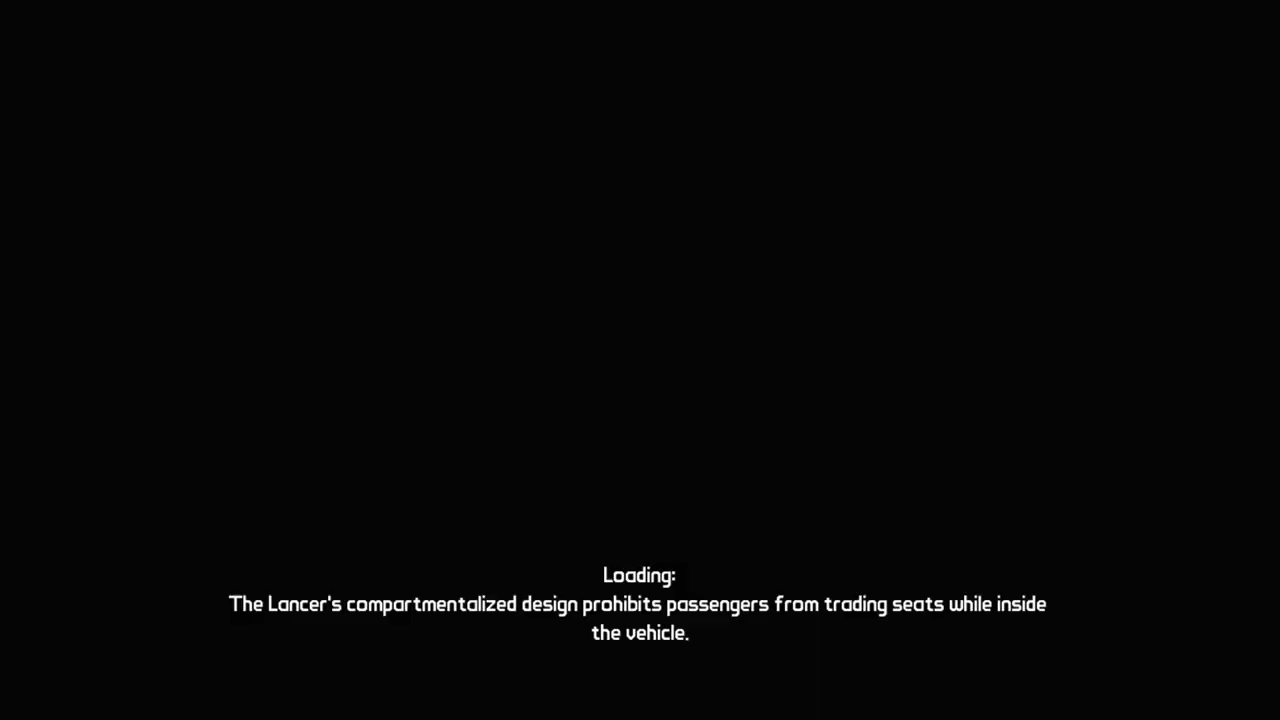 Loading:
The Lancer's compartmentalized design prohibits passengers from trading seats while inside
the vehicle.